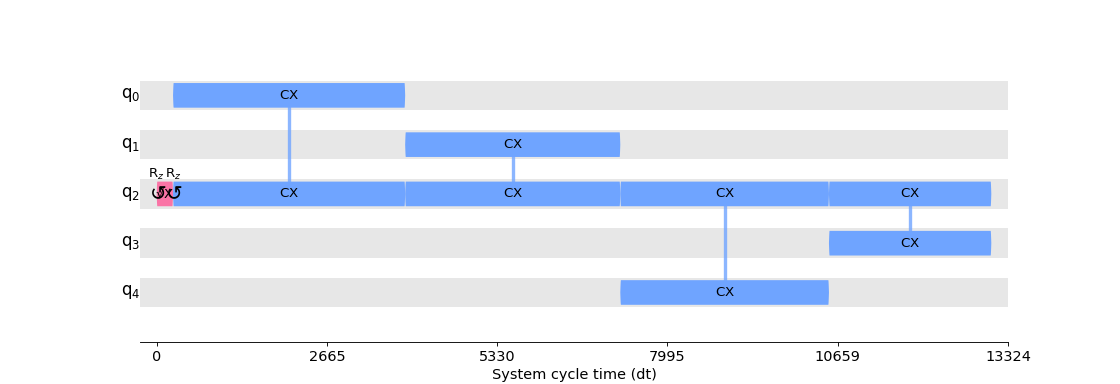 q0 CX
q1 CX
Rz Rz
q2 CX CX CX CX
q3 CX
q4 CX
0 2665 5330 7995 10659 13324
System cycle time (dt)